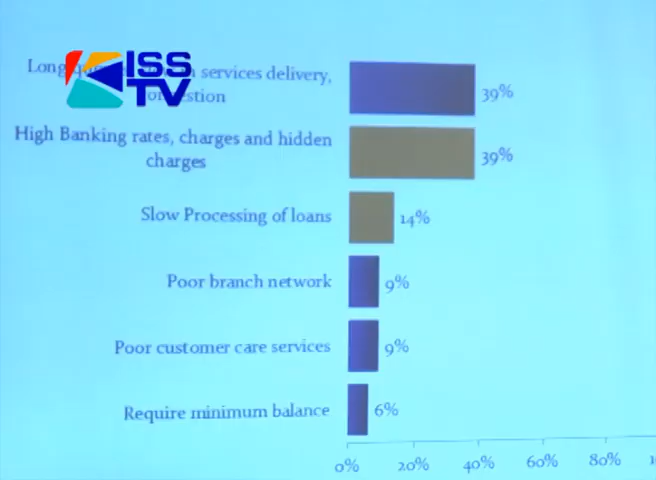 ISS
TV
Long
services delivery,
39%
High Banking rates, charges and hidden
charges
39%
Slow Processing of loans
14%
Poor branch network
9%
Poor customer care services
9%
Require minimum balance
6%
0% 20% 40% 60% 80%